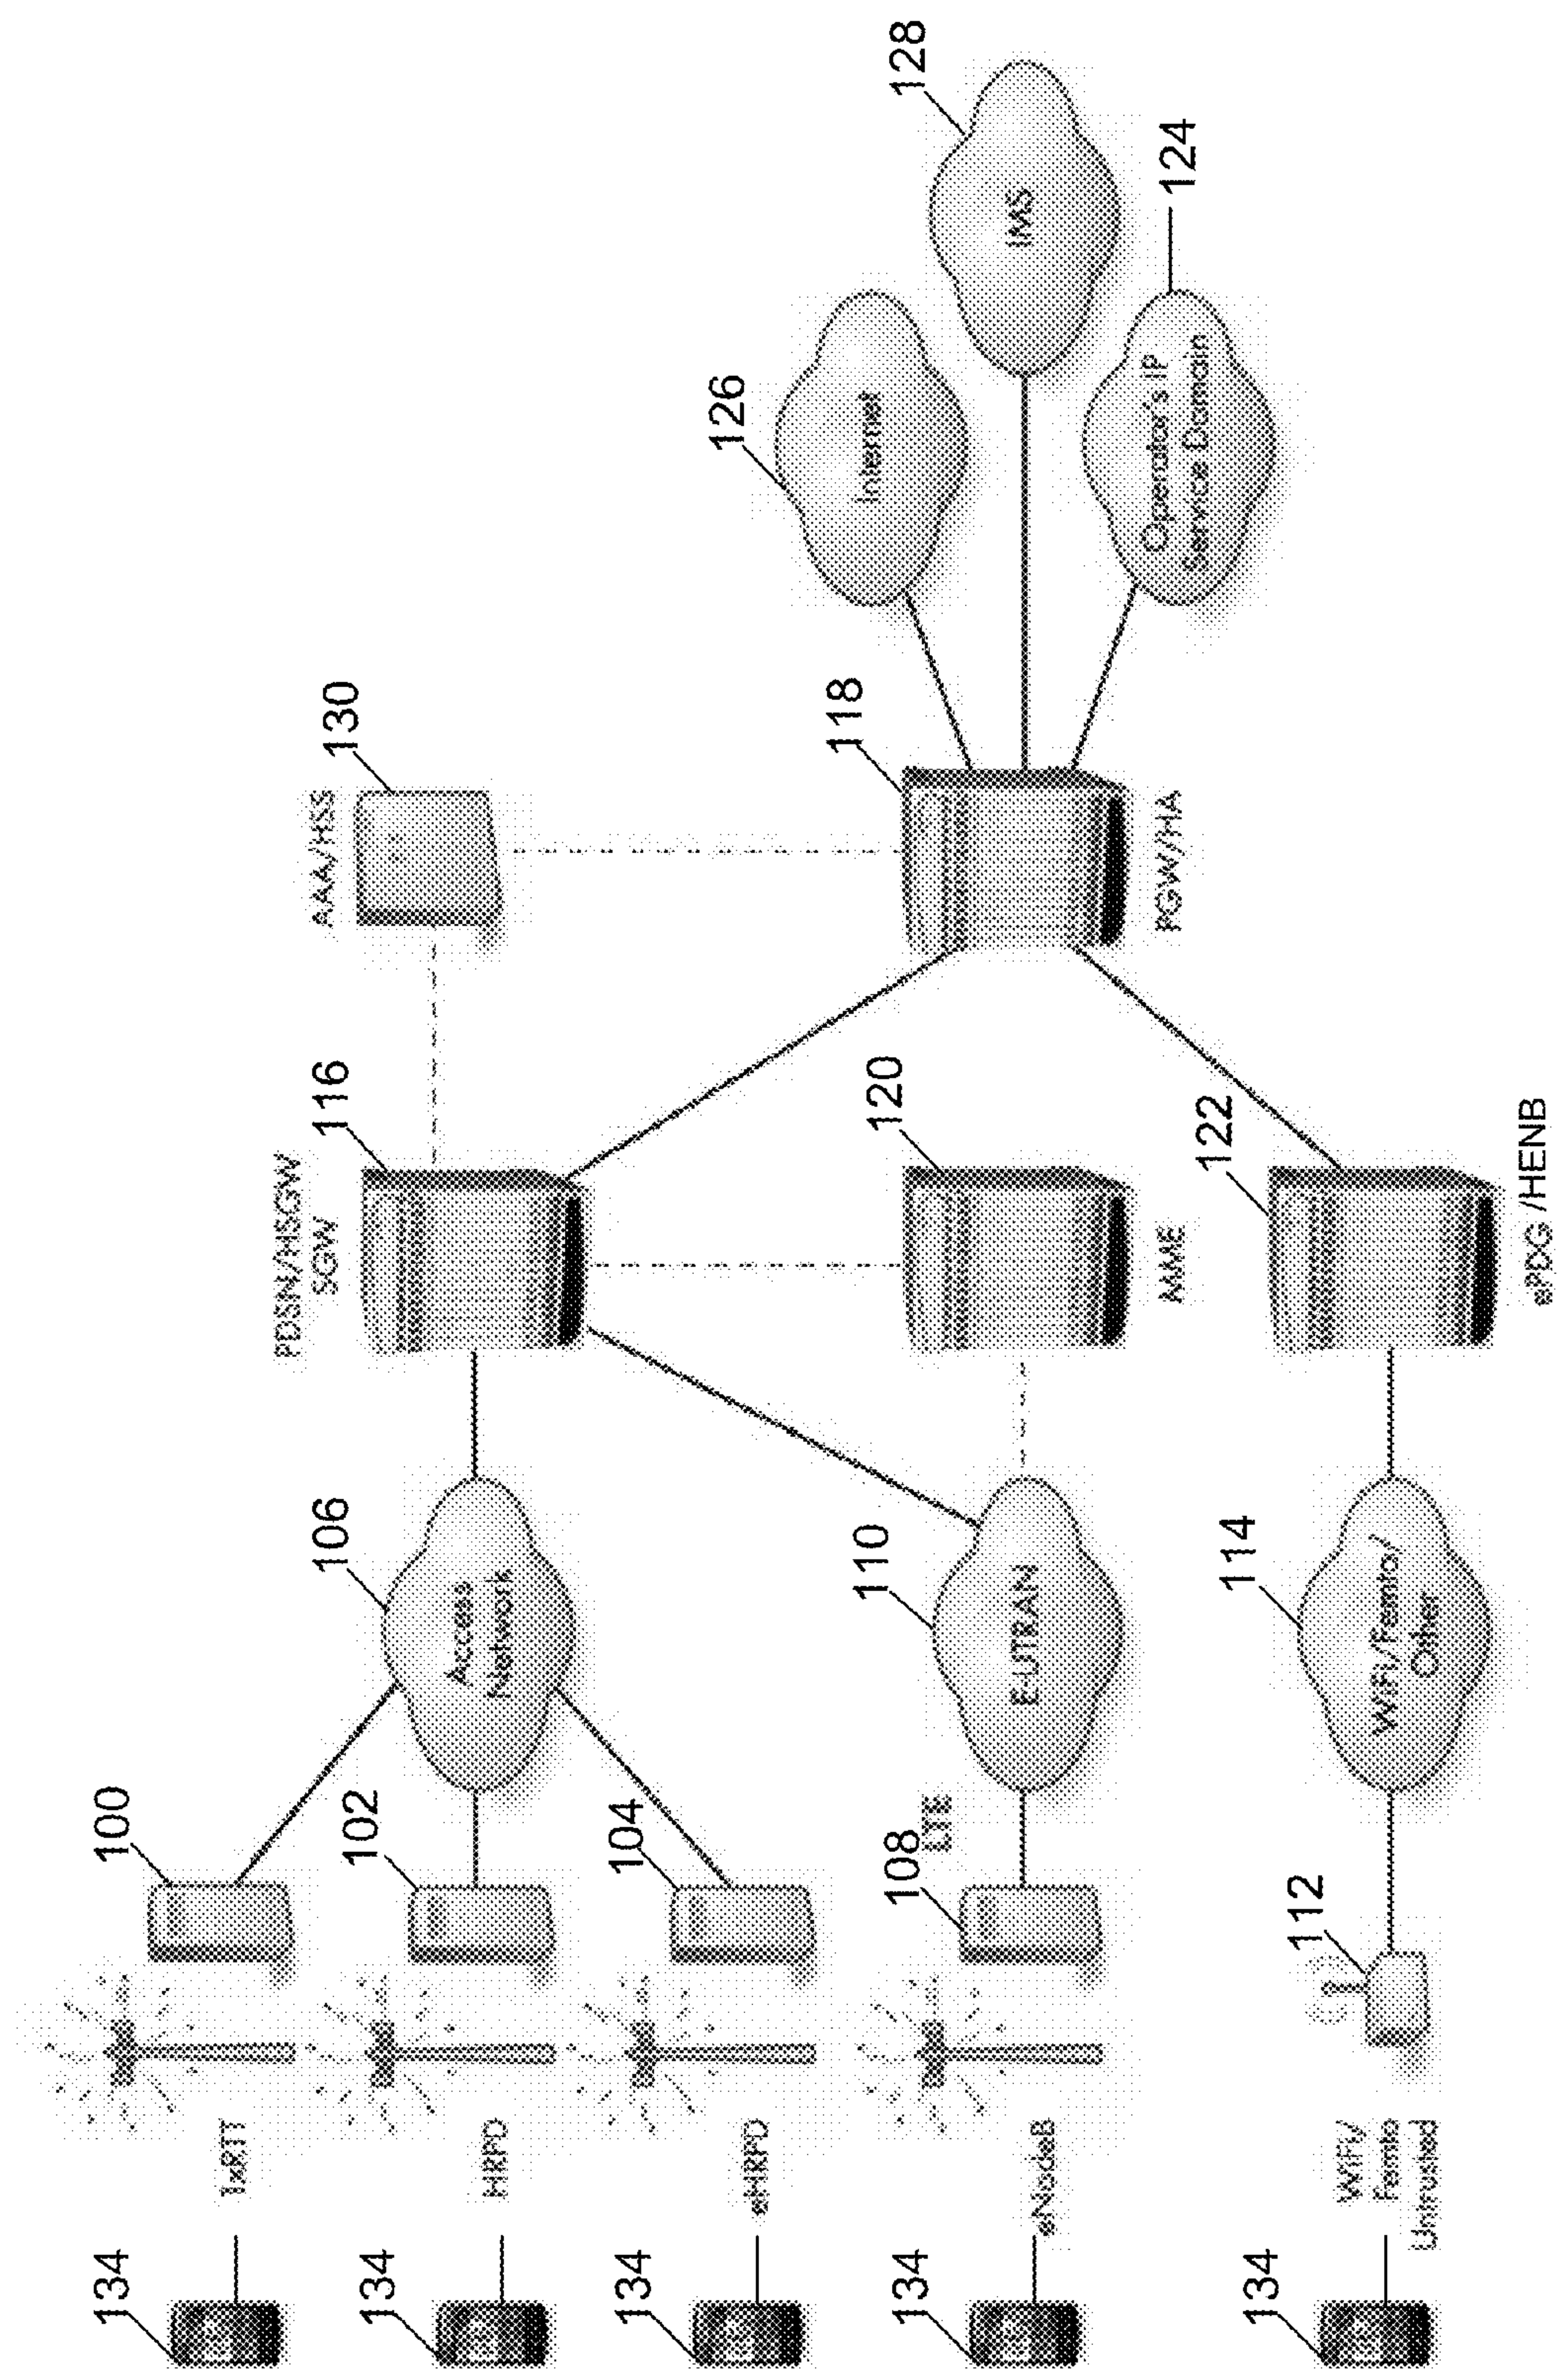 134
1xRTT
100
134
HRPD
102
134
eHRPD
104
134
eNodeB
108
LTE
134
WiFi/
Femto
Untrusted
112
106
Access
Network
110
E-UTRAN
114
WiFi/Femto/
Other
PDSN/HSGW
SGW
116
120
MME
122
ePDG /HENB
AAA/HSS
130
118
PGW/HA
126
Internet
128
IMS
124
Operator's IP
Service Domain